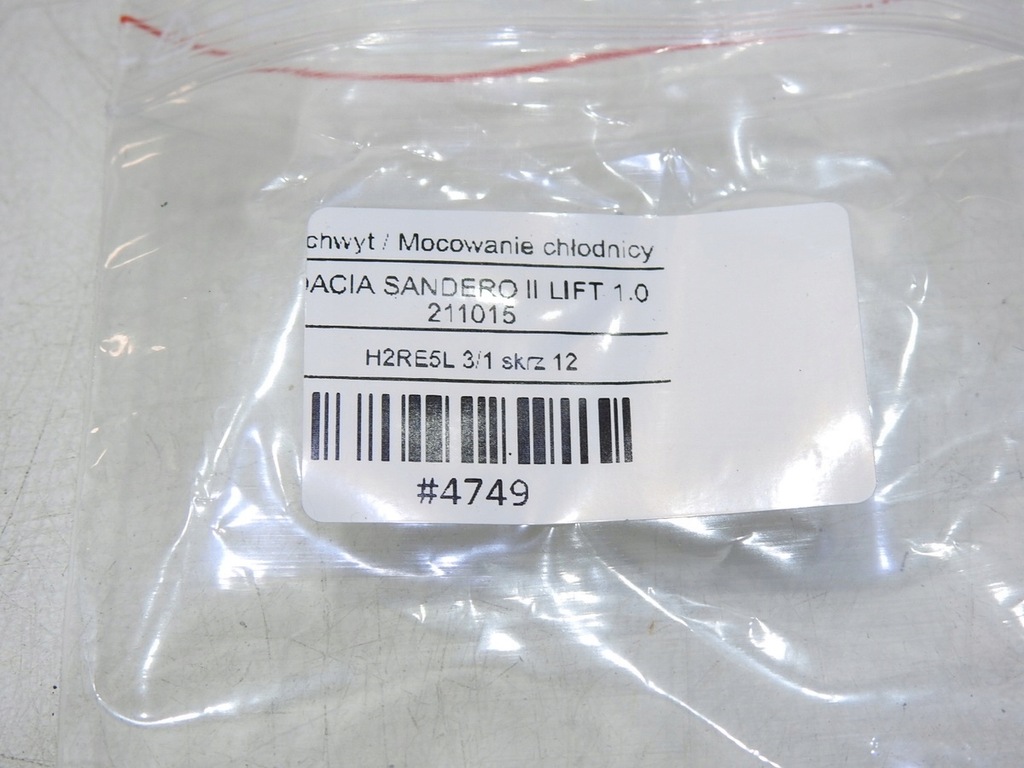 chwyt / Mocowanie chłodnicy
DACIA SANDERO II LIFT 1.0
211015
H2RE5L 3/1 skrz 12
#4749